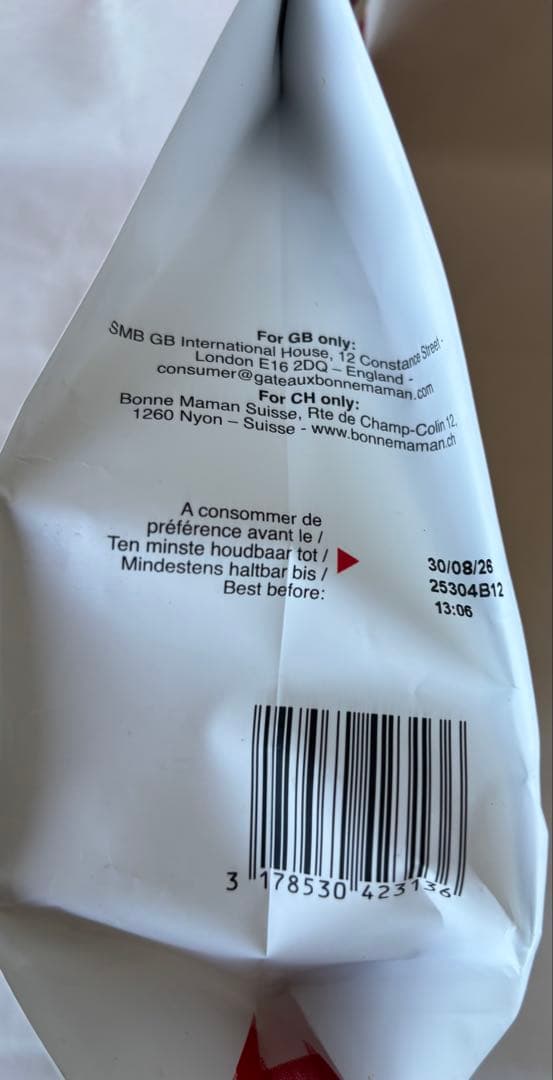 For GB only:
SMB GB International House, 12 Constance Street -
London E16 2DQ – England -
consumer@gateauxbonnemaman.com
For CH only:
Bonne Maman Suisse, Rte de Champ-Colin 12,
1260 Nyon – Suisse - www.bonnemaman.ch
A consommer de
préférence avant le /
Ten minste houdbaar tot /
Mindestens haltbar bis /
Best before:
30/08/26
25304B12
13:06
3 178530 423136